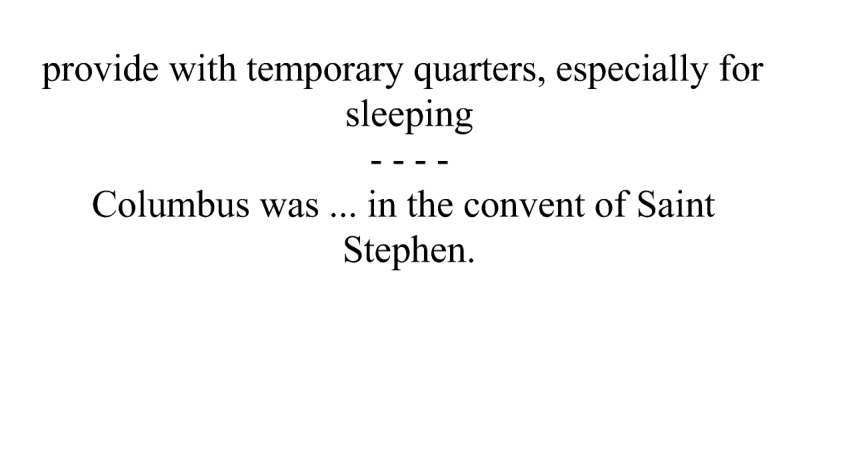 provide with temporary quarters, especially for
sleeping
- - - -
Columbus was ... in the convent of Saint
Stephen.